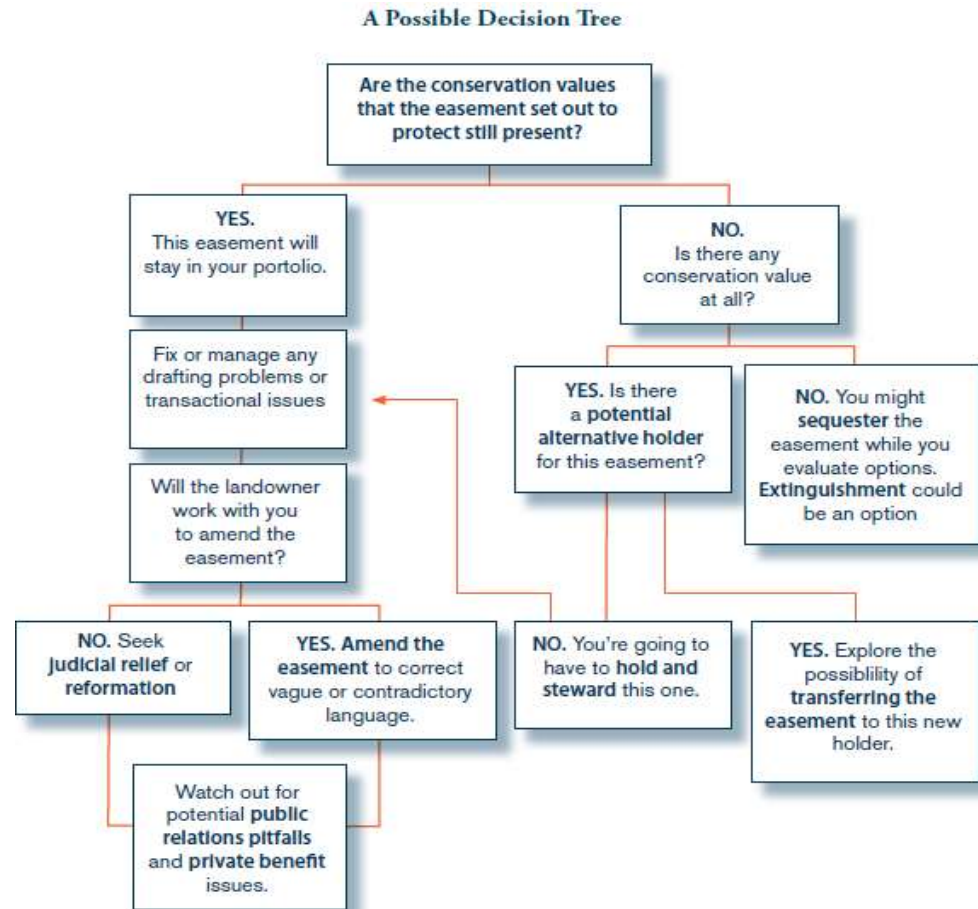 A Possible Decision Tree
Are the conservation values
that the easement set out to
protect still present?
YES.
This easement will
stay in your portolio.
NO.
Is there any
conservation value
at all?
Fix or manage any
drafting problems or
transactional issues
YES. Is there
a potential
alternative holder
for this easement?
NO. You might
sequester the
easement while you
evaluate options.
Extinguishment could
be an option
Will the landowner
work with you
to amend the
easement?
NO. Seek
judicial relief or
reformation
YES. Amend the
easement to correct
vague or contradictory
language.
NO. You're going to
have to hold and
steward this one.
YES. Explore the
possiblility of
transferring the
easement to this new
holder.
Watch out for
potential public
relations pitfalls
and private benefit
issues.